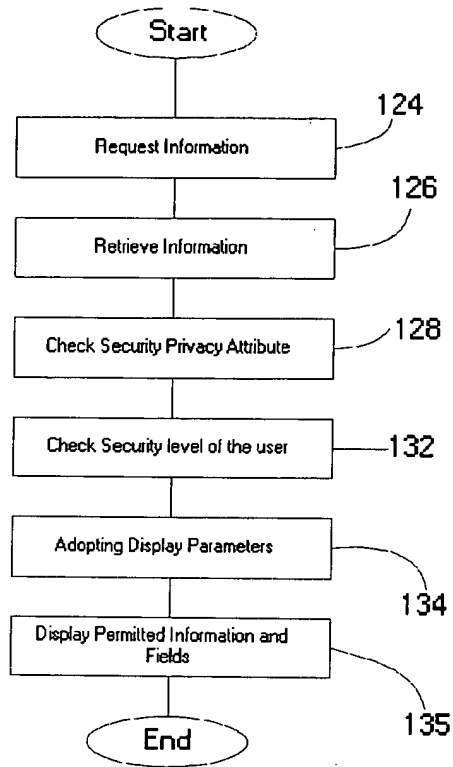 Start
124
Request Information
126
Retrieve Information
128
Check Security Privacy Attribute
132
Check Security level of the user
Adopting Display Parameters
134
Display Permitted Information and
Fields
135
End